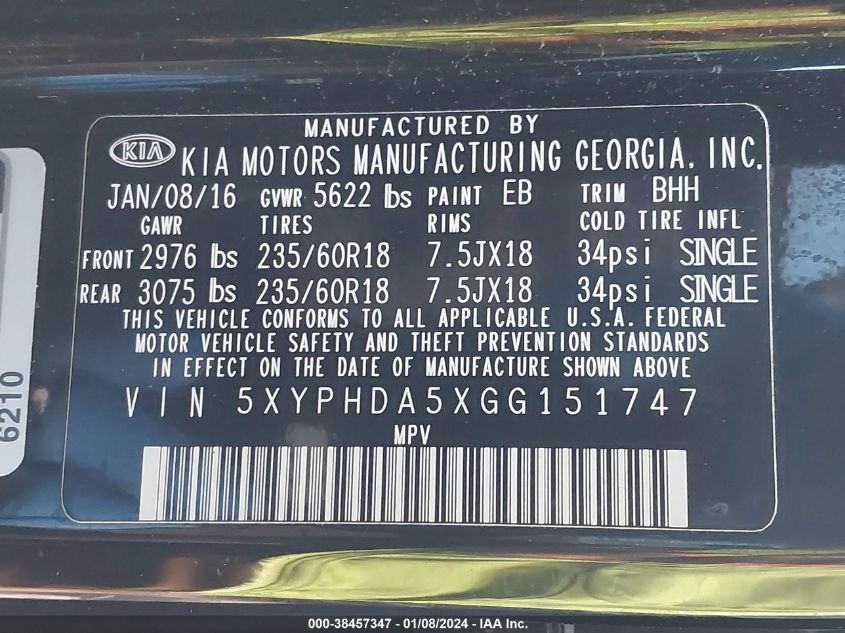 MANUFACTURED BY
KIA KIA MOTORS MANUFACTURING GEORGIA, INC.
JAN/08/16 GVWR 5622 lbs PAINT EB TRIM BHH
GAWR TIRES RIMS COLD TIRE INFL
FRONT 2976 lbs 235/60R18 7.5JX18 34psi SINGLE
REAR 3075 lbs 235/60R18 7.5JX18 34psi SINGLE
THIS VEHICLE CONFORMS TO ALL APPLICABLE U.S.A. FEDERAL
MOTOR VEHICLE SAFETY AND THEFT PREVENTION STANDARDS
IN EFFECT ON THE DATE OF MANUFACTURE SHOWN ABOVE
VIN 5XYPHDA5XGG151747
MPV
6210
000-38457347 - 01/08/2024 - IAA Inc.